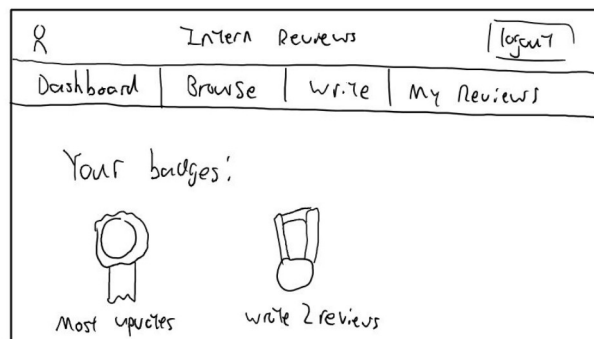 Intern Reviews
logout
Dashboard Browse Write My Reviews
Your badges:
Most upvotes
write 2 reviews